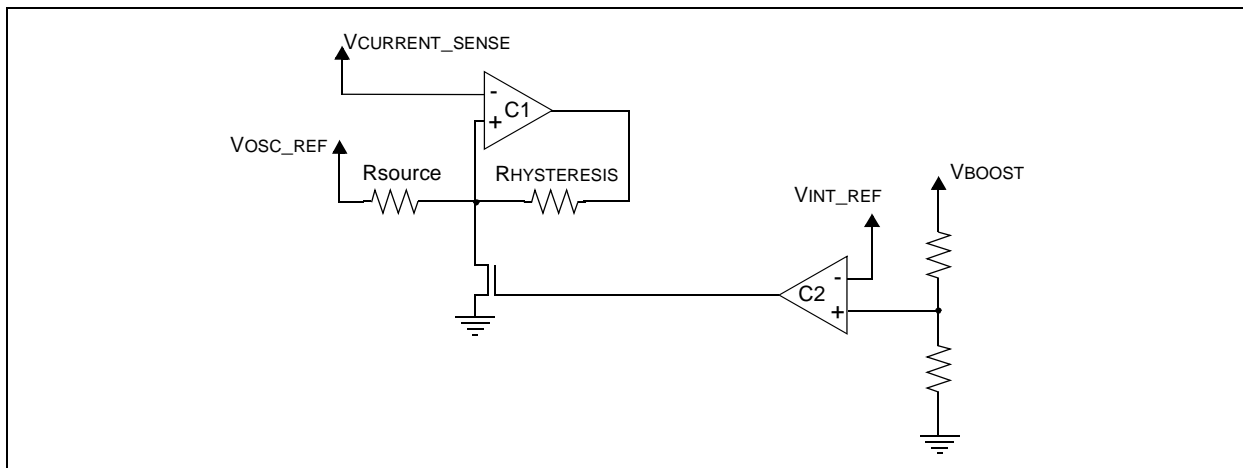 VCURRENT_SENSE
-
C1
+
VOSC_REF
Rsource
RHYSTERESIS
VBOOST
VINT_REF
-
C2
+